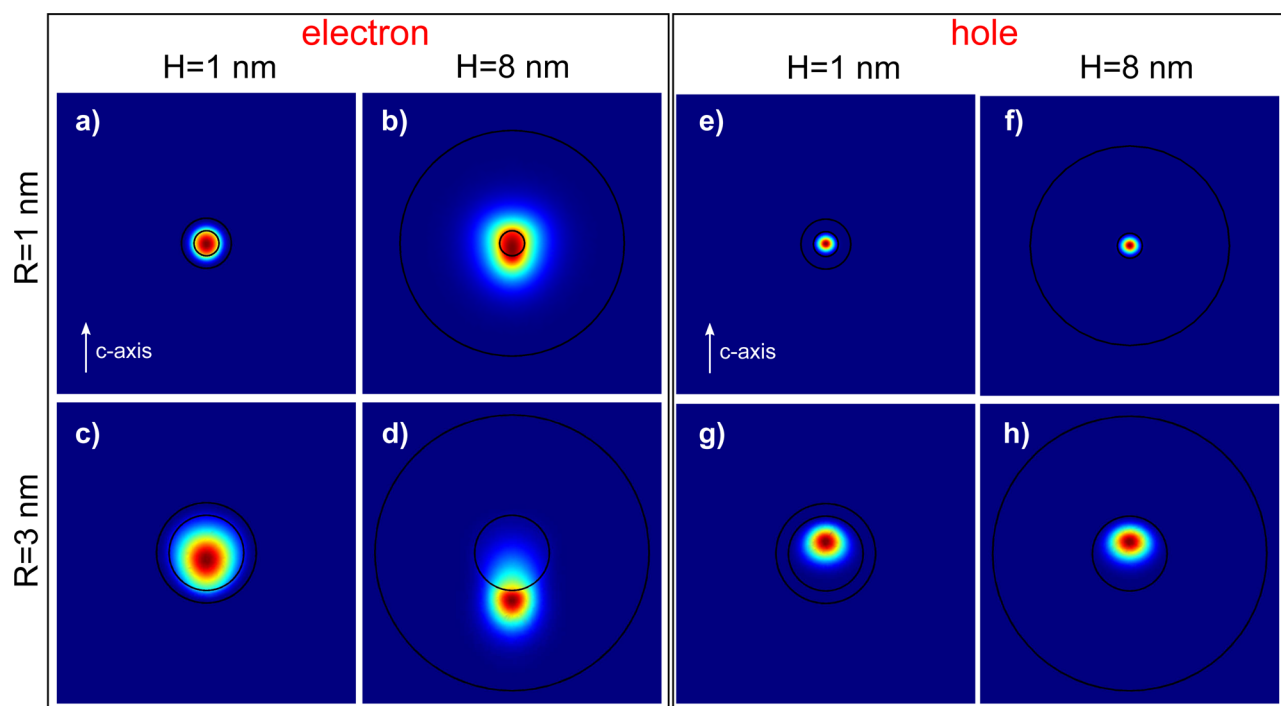 electron
hole
H=1 nm
H=8 nm
H=1 nm
H=8 nm
R=1 nm
a)
b)
e)
f)
c-axis
c-axis
R=3 nm
c)
d)
g)
h)